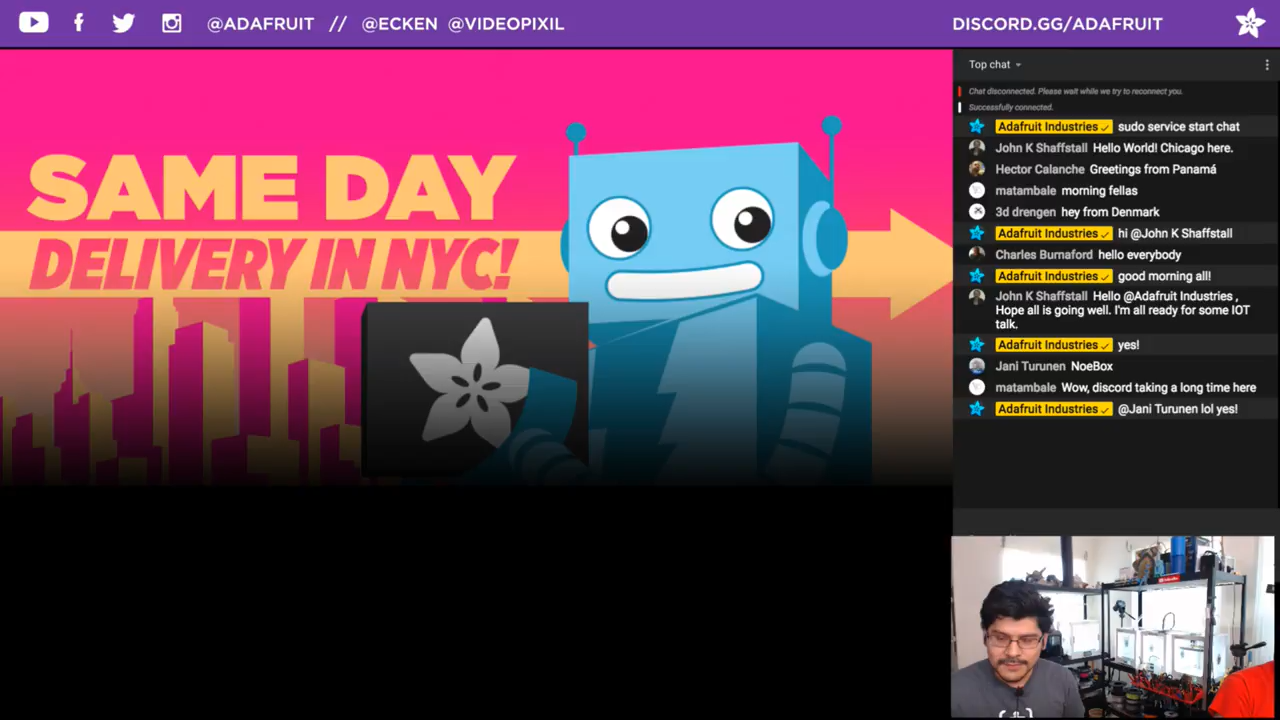 @ADAFRUIT // @ECKEN @VIDEOPIXIL
DISCORD.GG/ADAFRUIT
SAME DAY
DELIVERY IN NYC!
Top chat
Chat disconnected. Please wait while we try to reconnect you.
Successfully connected.
Adafruit Industries sudo service start chat
John K Shaffstall Hello World! Chicago here.
Hector Calanche Greetings from Panamá
matambale morning fellas
3d drengen hey from Denmark
Adafruit Industries hi @John K Shaffstall
Charles Burnaford hello everybody
Adafruit Industries good morning all!
John K Shaffstall Hello @Adafruit Industries ,
Hope all is going well. I'm all ready for some IOT
talk.
Adafruit Industries yes!
Jani Turunen NoeBox
matambale Wow, discord taking a long time here
Adafruit Industries @Jani Turunen lol yes!